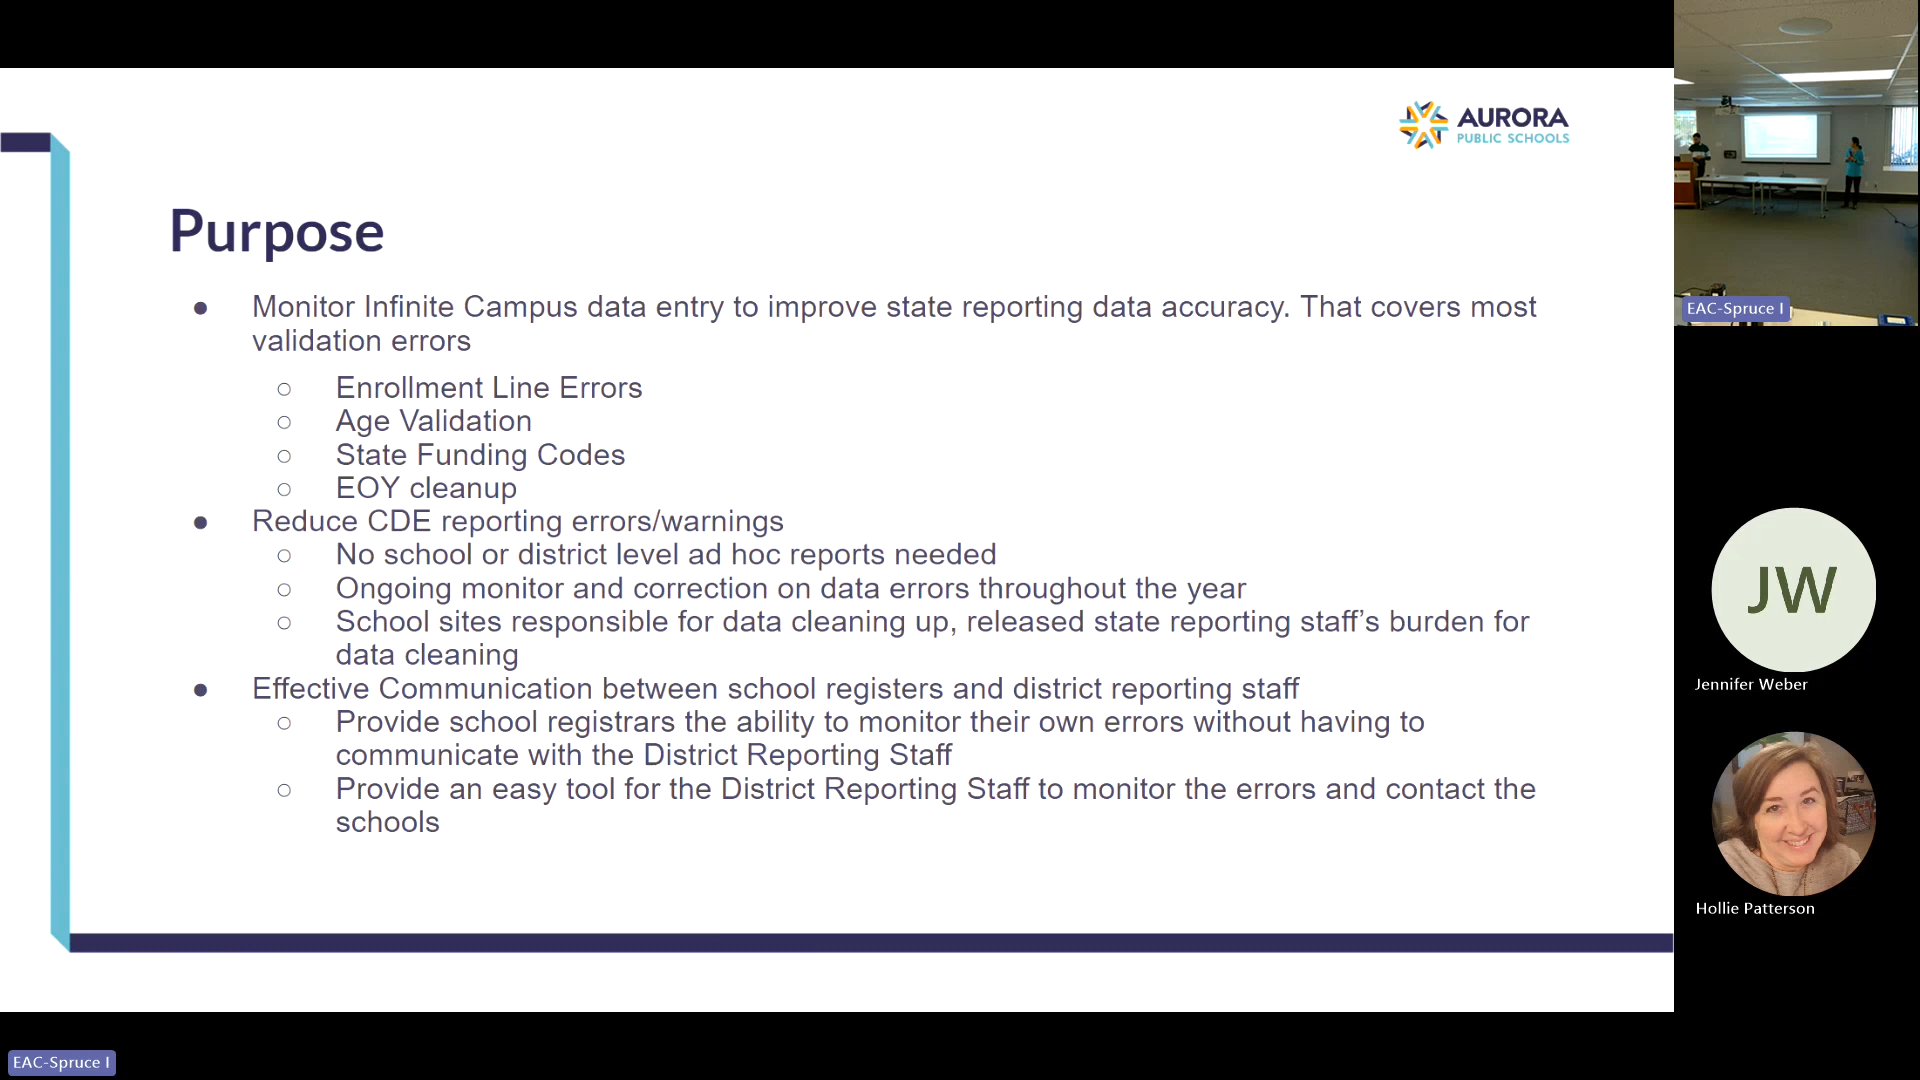 AURORA
PUBLIC SCHOOLS
Purpose
● Monitor Infinite Campus data entry to improve state reporting data accuracy. That covers most
validation errors
○ Enrollment Line Errors
○ Age Validation
○ State Funding Codes
○ EOY cleanup
● Reduce CDE reporting errors/warnings
○ No school or district level ad hoc reports needed
○ Ongoing monitor and correction on data errors throughout the year
○ School sites responsible for data cleaning up, released state reporting staff’s burden for
data cleaning
● Effective Communication between school registers and district reporting staff
○ Provide school registrars the ability to monitor their own errors without having to
communicate with the District Reporting Staff
○ Provide an easy tool for the District Reporting Staff to monitor the errors and contact the
schools
EAC-Spruce I
JW
Jennifer Weber
Hollie Patterson
EAC-Spruce I